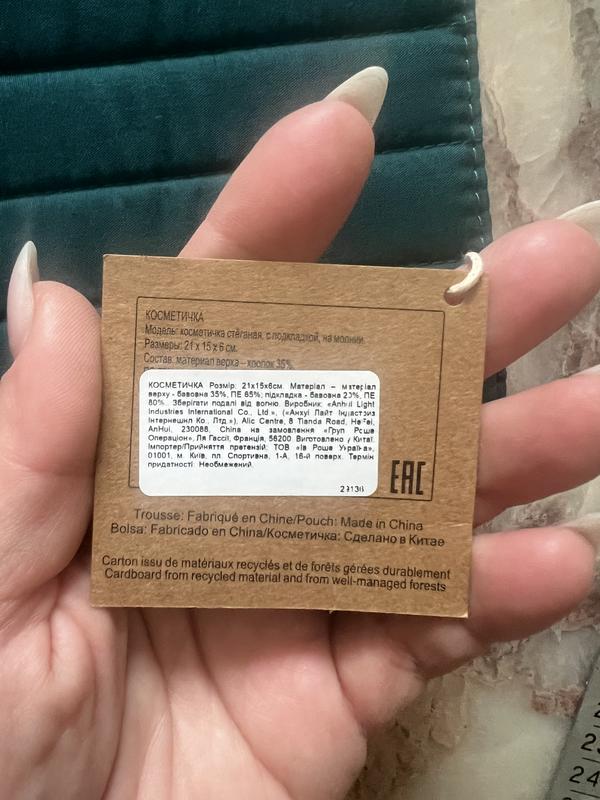 КОСМЕТИЧКА
Модель: косметичка стёганая, с подкладкой, на молнии.
Размеры: 21 х 15 х 6 см.
Состав: материал верха – хлопок 35%,
КОСМЕТИЧКА Розмір: 21х15х6см. Матеріал – матеріал
верху - бавовна 35%, ПЕ 65%; підкладка - бавовна 20%, ПЕ
80%. Зберігати подалі від вогню. Виробник: «Anhui Light
Industries International Co., Ltd.», («Анхуі Лайт Індастріз
Інтернешнл Ко., Лтд.»), Alic Centre, 8 Tianda Road, HeFei,
AnHui, 230088, China на замовлення «Груп Роше
Операціон», Ля Гассіі, Франція, 56200 Виготовлено у Китаї.
Імпортер/Прийняття претензій: ТОВ «Ів Роше Україна»,
01001, м. Київ, пл. Спортивна, 1-А, 16-й поверх. Термін
придатності: Необмежений.
EAC
Trousse: Fabriqué en Chine/Pouch: Made in China
Bolsa: Fabricado en China/Косметичка: Сделано в Китае
Carton issu de matériaux recyclés et de forêts gérées durablement
Cardboard from recycled material and from well-managed forests
24